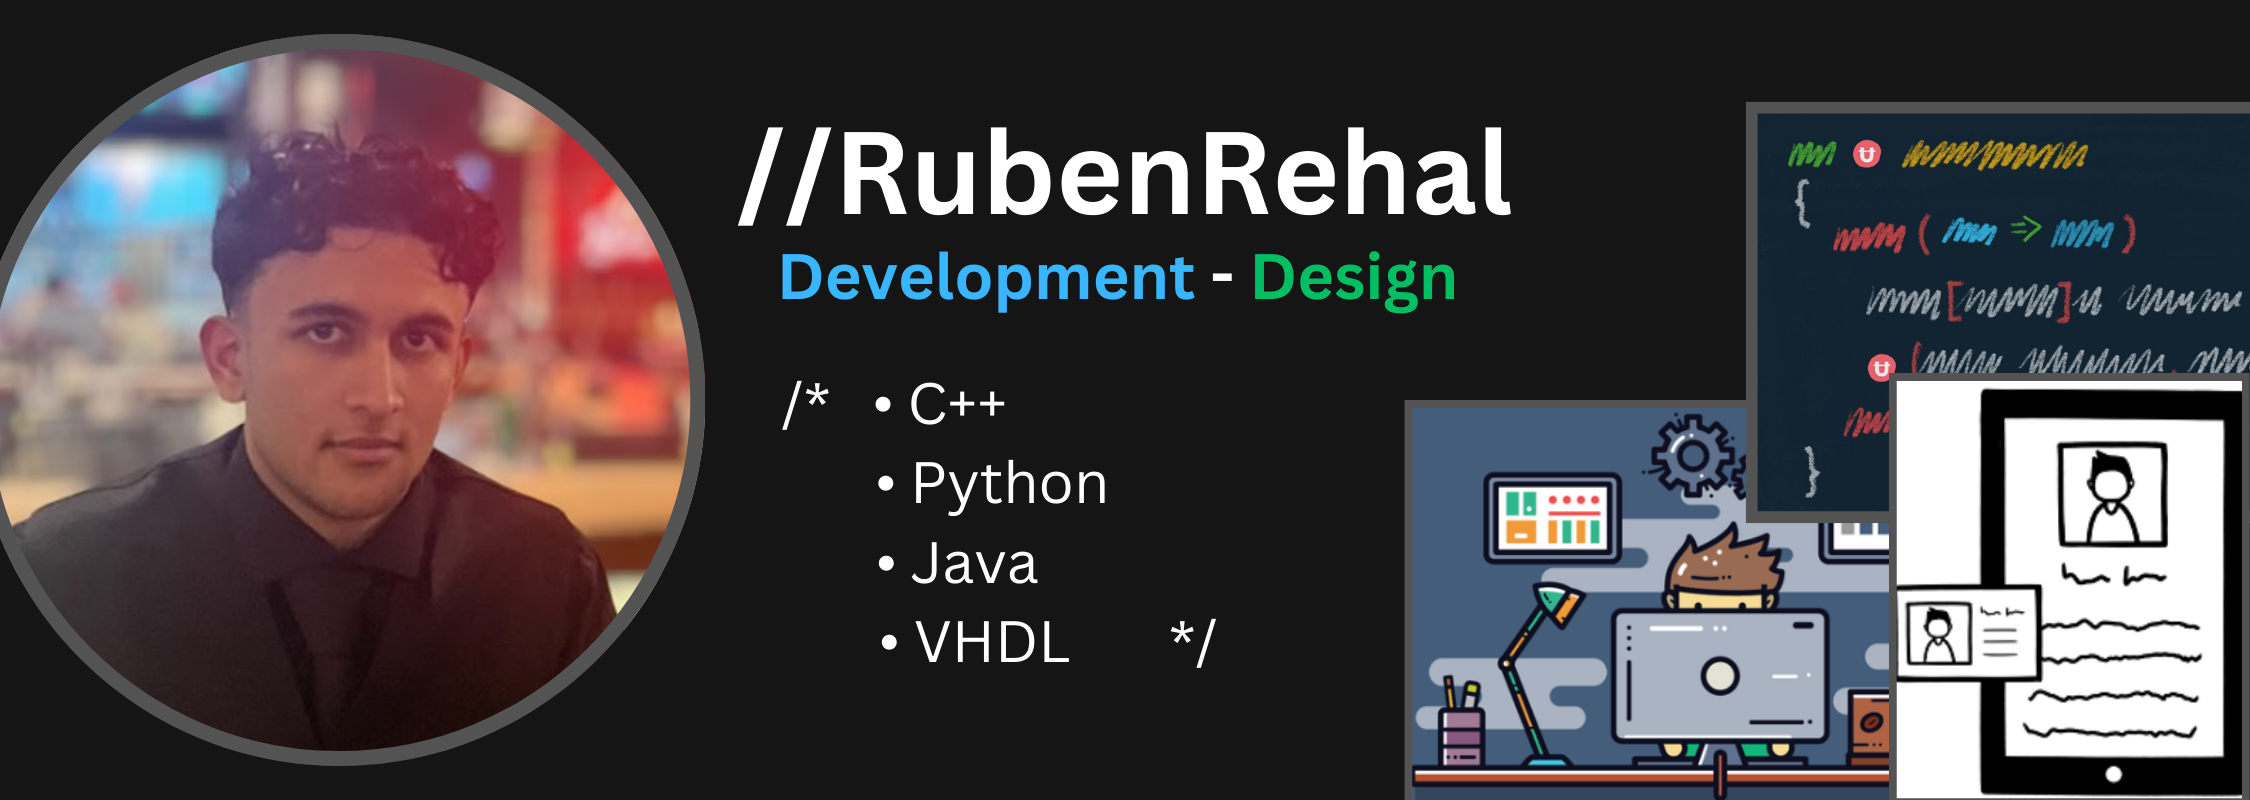 //RubenRehal
Development - Design
/* • C++
• Python
• Java
• VHDL */